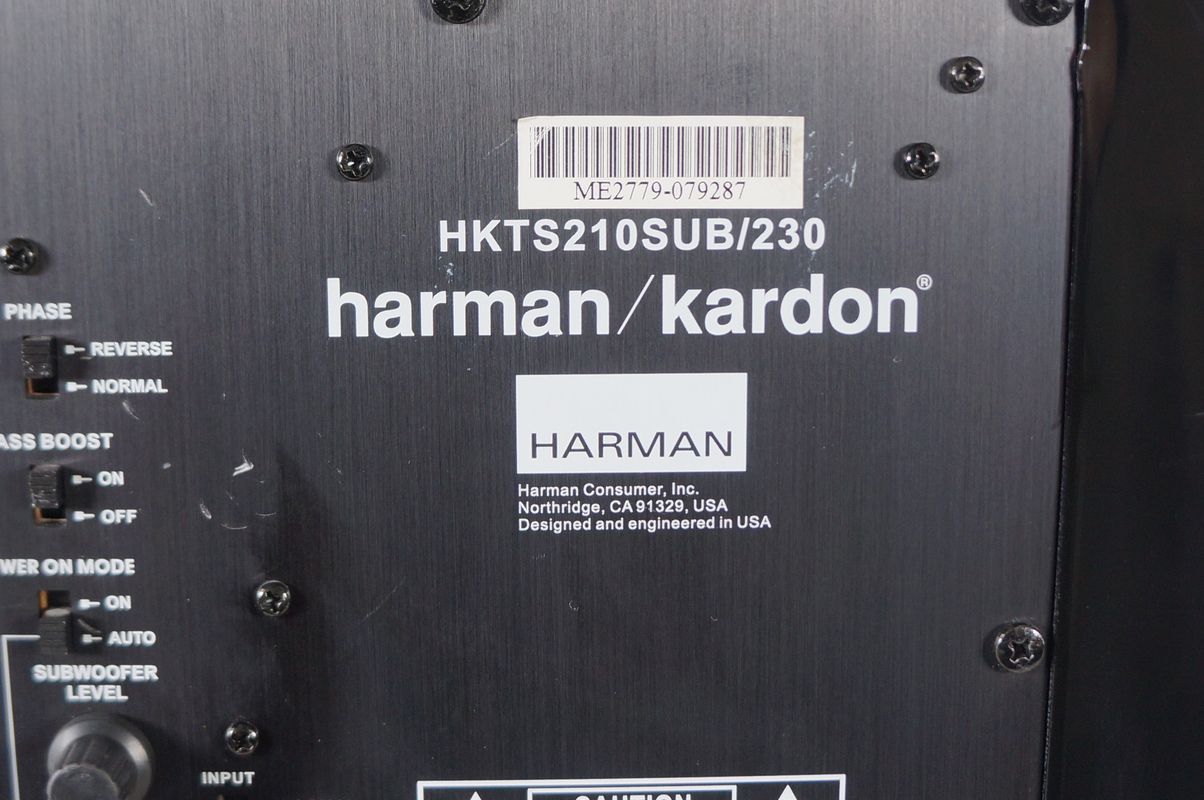 ME2779-079287
HKTS210SUB/230
harman/kardon®
PHASE
REVERSE
NORMAL
HARMAN
ASS BOOST
ON
OFF
Harman Consumer, Inc.
Northridge, CA 91329, USA
Designed and engineered in USA
WER ON MODE
ON
AUTO
SUBWOOFER
LEVEL
INPUT
CAUTION